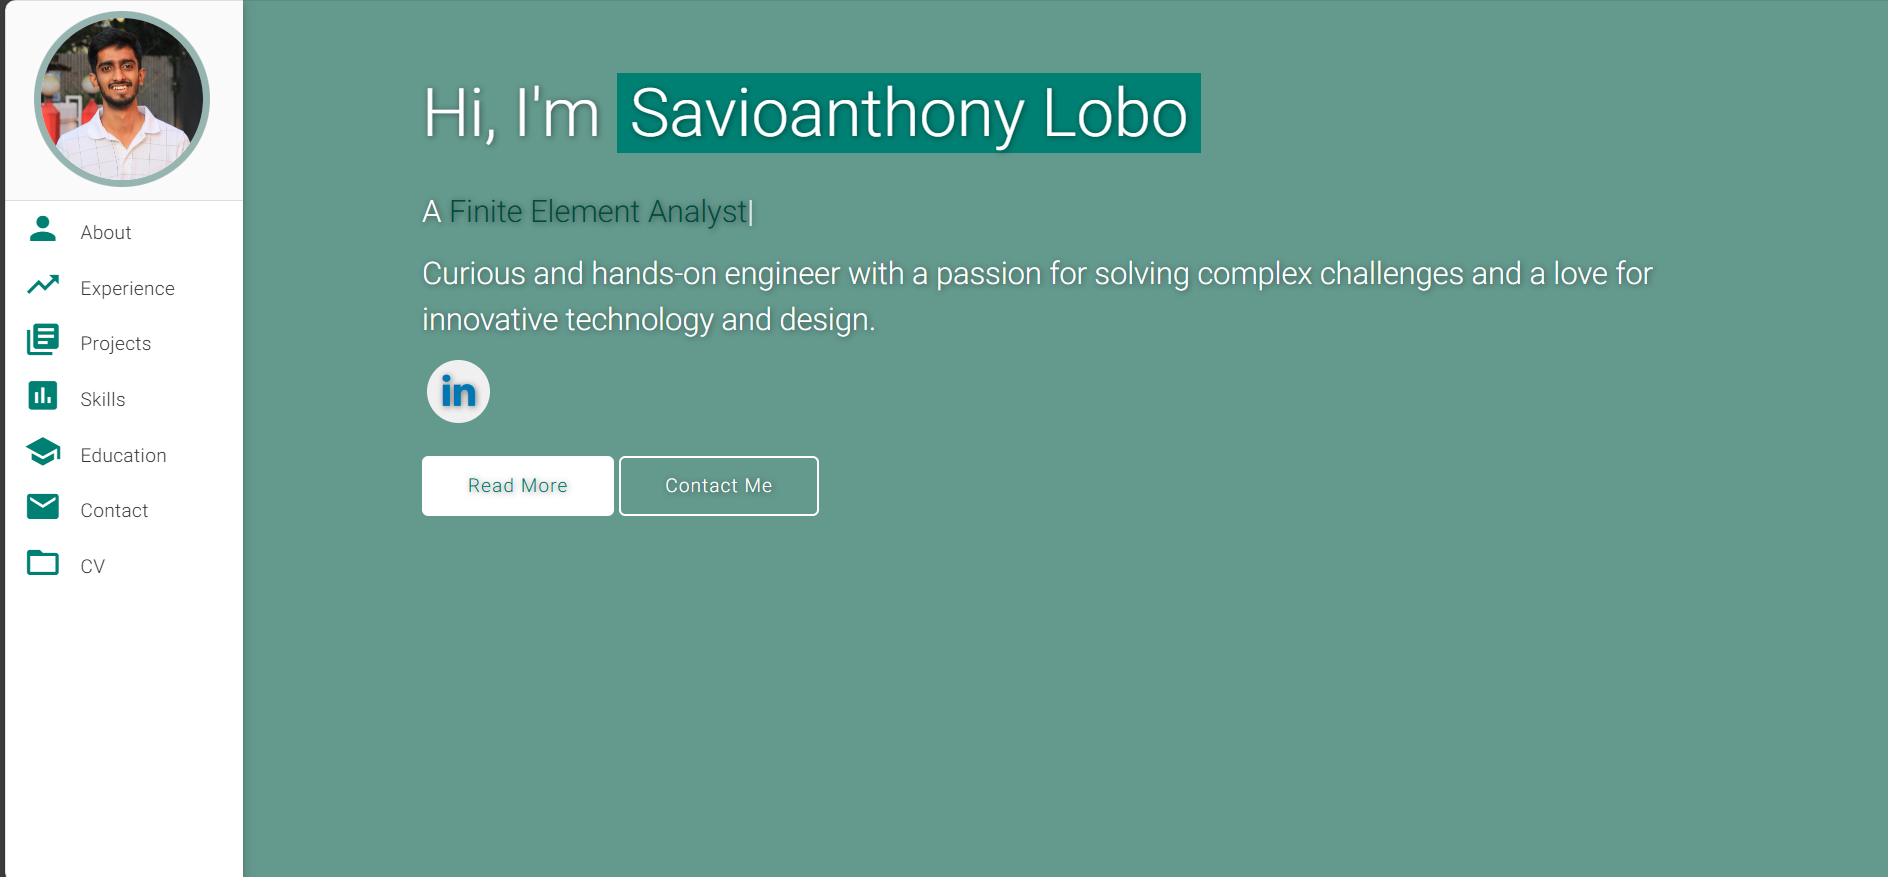 About
Experience
Projects
Skills
Education
Contact
CV
Hi, I'm Savioanthony Lobo
A Finite Element Analyst|
Curious and hands-on engineer with a passion for solving complex challenges and a love for
innovative technology and design.
in
Read More
Contact Me